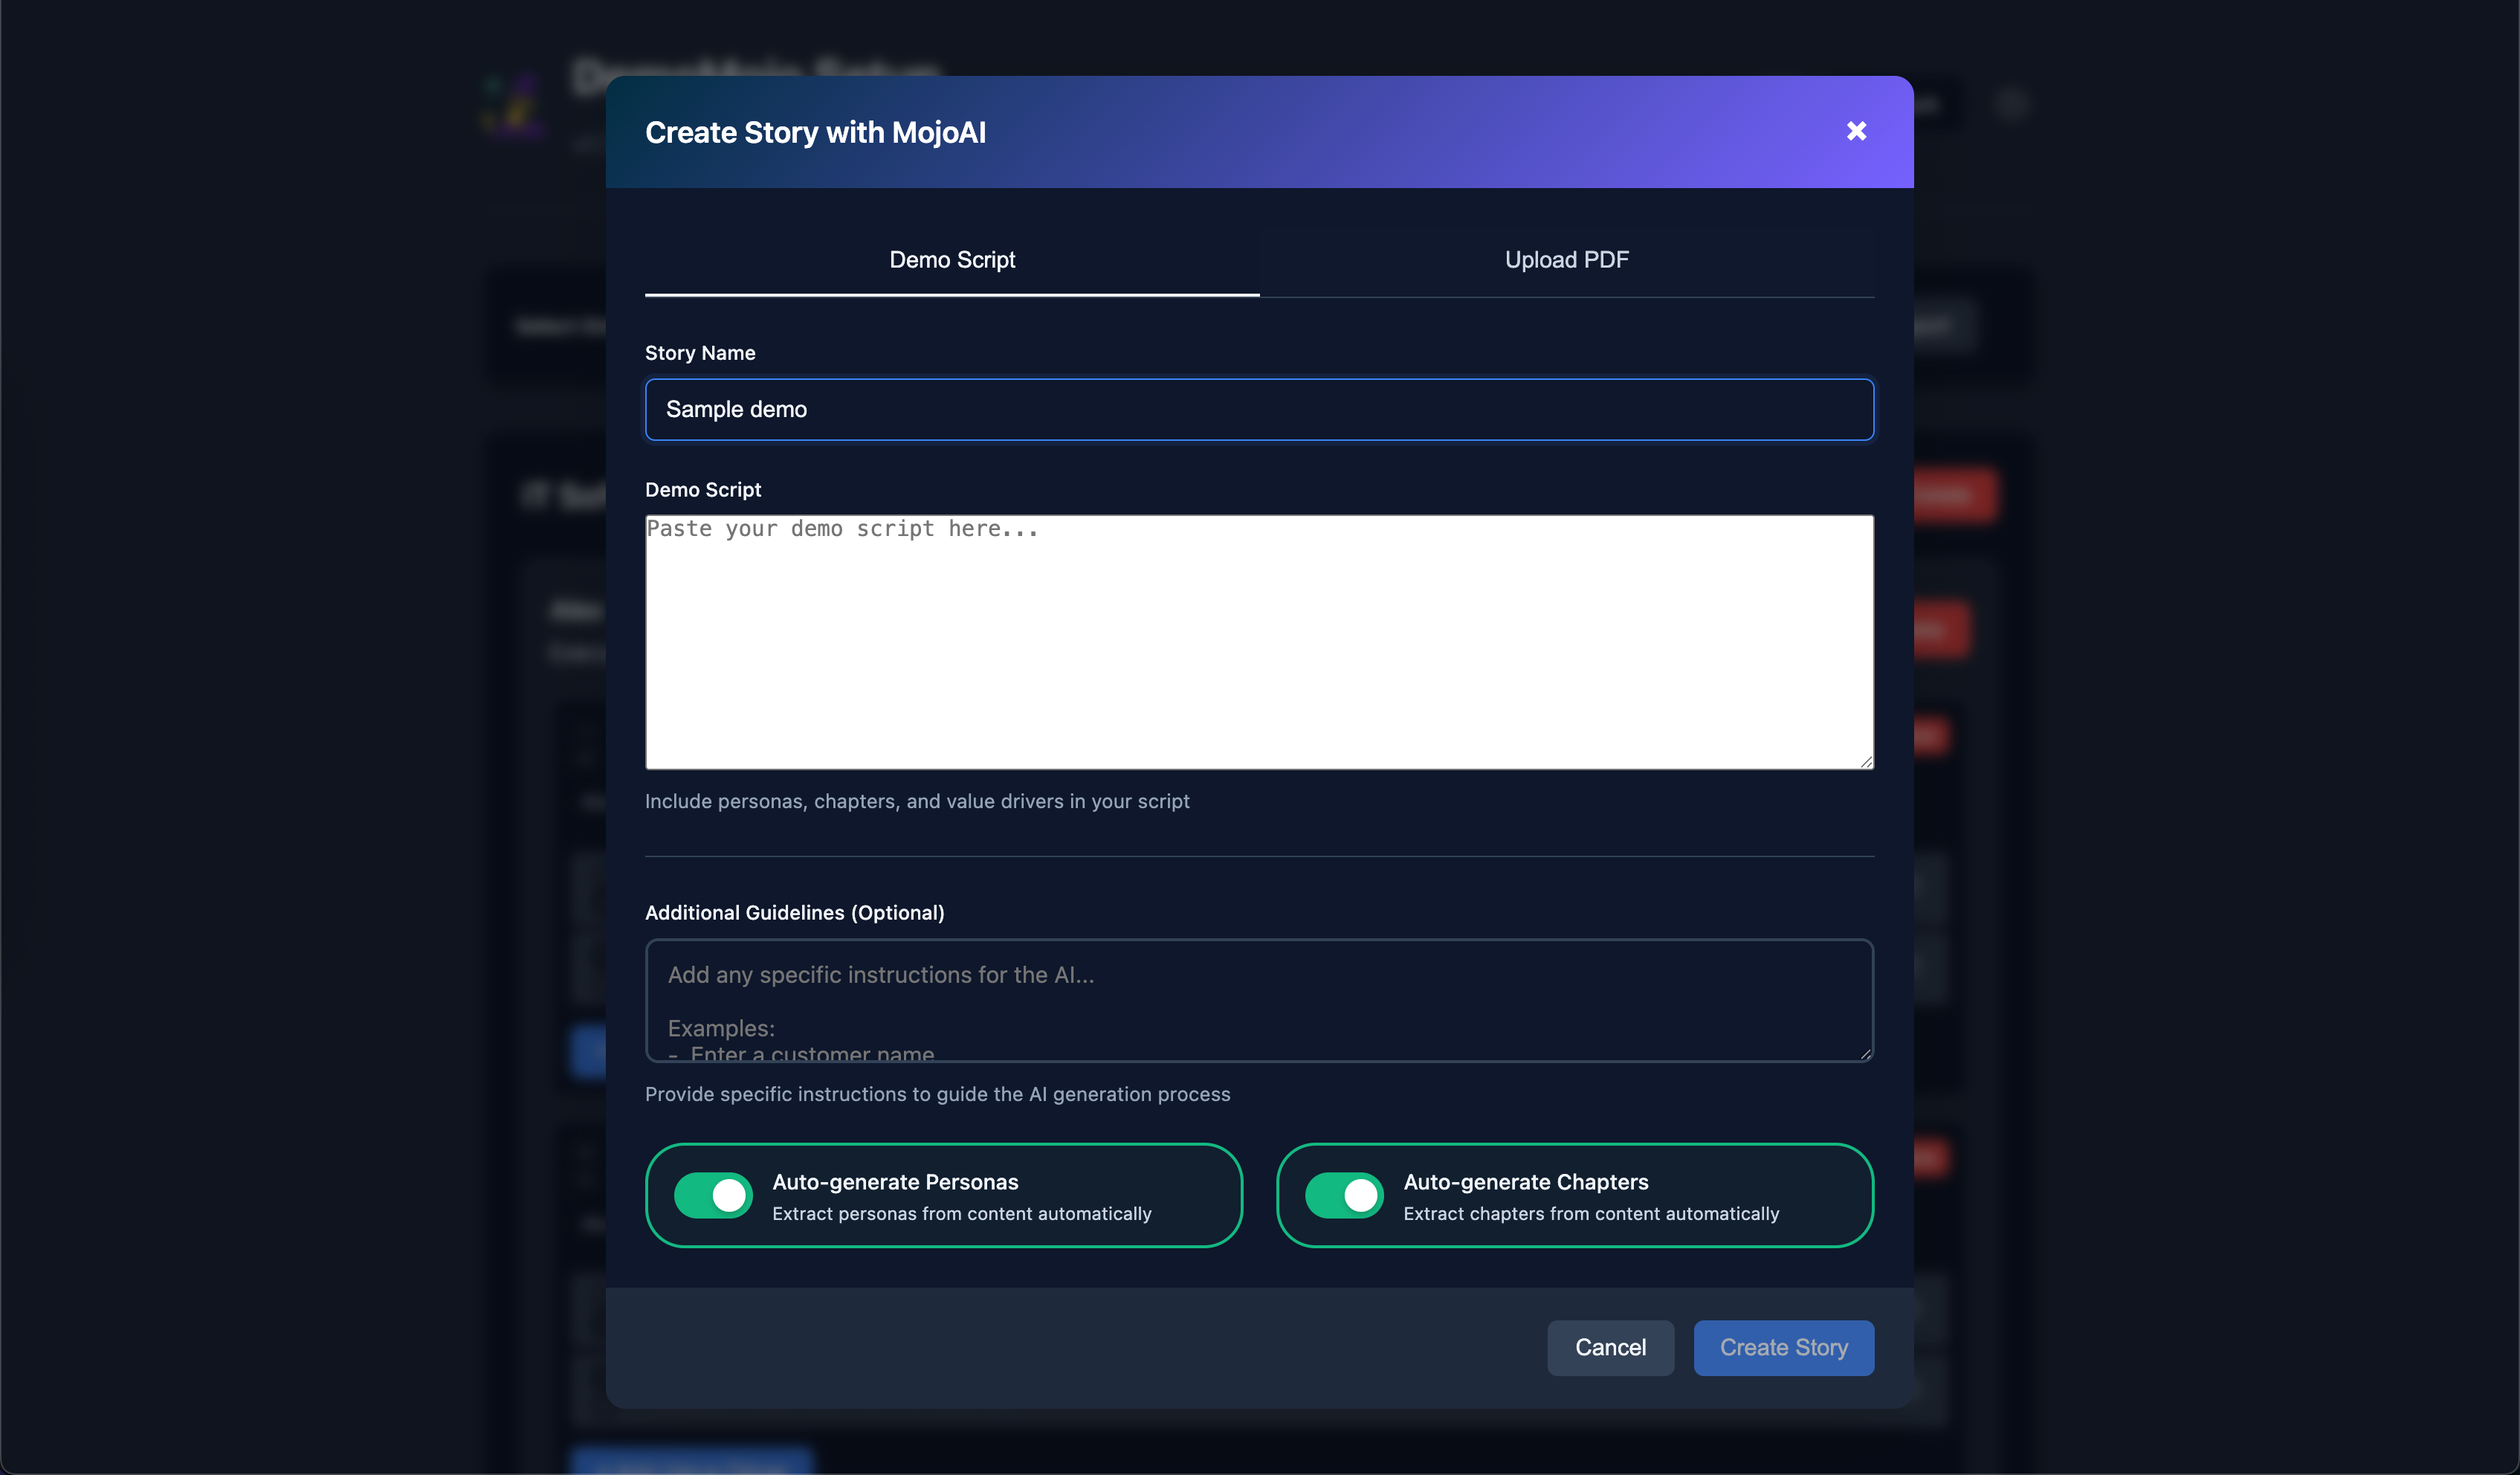 Create Story with MojoAI
Demo Script
Upload PDF
Story Name
Sample demo
Demo Script
Paste your demo script here...
Include personas, chapters, and value drivers in your script
Additional Guidelines (Optional)
Add any specific instructions for the AI...
Examples:
- Enter a customer name
Provide specific instructions to guide the AI generation process
Auto-generate Personas
Extract personas from content automatically
Auto-generate Chapters
Extract chapters from content automatically
Cancel
Create Story